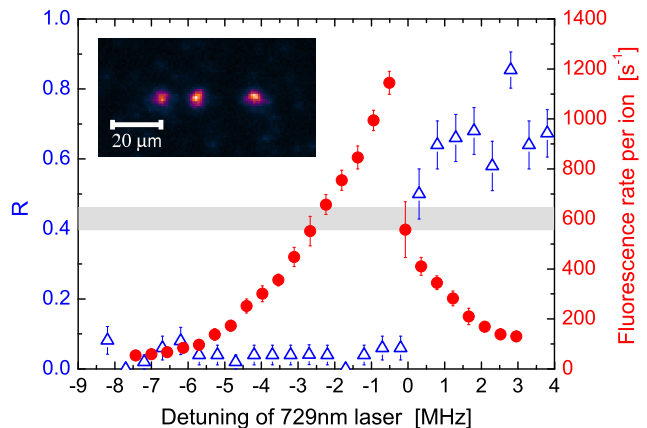 1.0
0.8
0.6
0.4
0.2
0.0
R
20 µm
1400
1200
1000
800
600
400
200
0
Fluorescence rate per ion [s⁻¹]
-9 -8 -7 -6 -5 -4 -3 -2 -1 0 1 2 3 4
Detuning of 729nm laser [MHz]